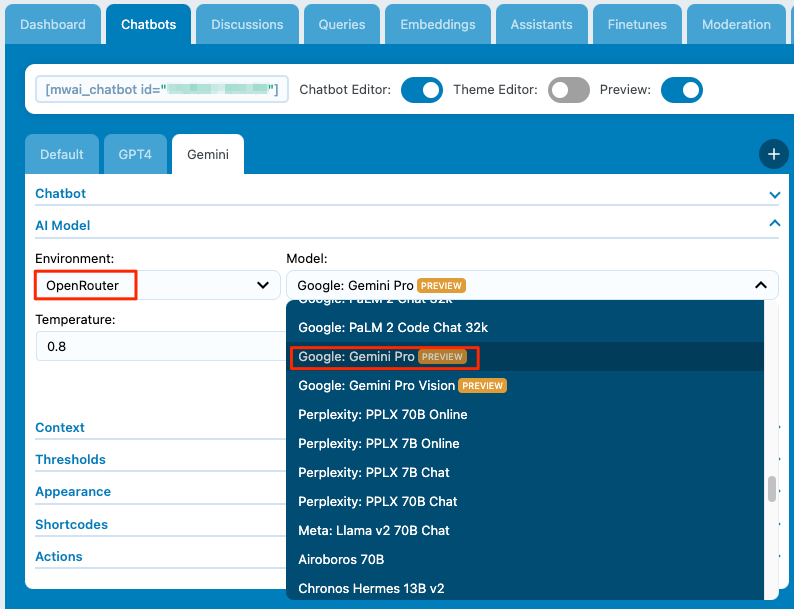 Dashboard Chatbots Discussions Queries Embeddings Assistants Finetunes Moderation
[mwai_chatbot id=" "] Chatbot Editor: Theme Editor: Preview:
Default GPT4 Gemini +
Chatbot
AI Model
Environment: Model:
OpenRouter Google: Gemini Pro PREVIEW
Google: PaLM 2 Chat 32k
Temperature:
Google: PaLM 2 Code Chat 32k
0.8
Google: Gemini Pro PREVIEW
Google: Gemini Pro Vision PREVIEW
Perplexity: PPLX 70B Online
Context
Perplexity: PPLX 7B Online
Thresholds
Perplexity: PPLX 7B Chat
Appearance
Perplexity: PPLX 70B Chat
Shortcodes
Meta: Llama v2 70B Chat
Actions
Airoboros 70B
Chronos Hermes 13B v2